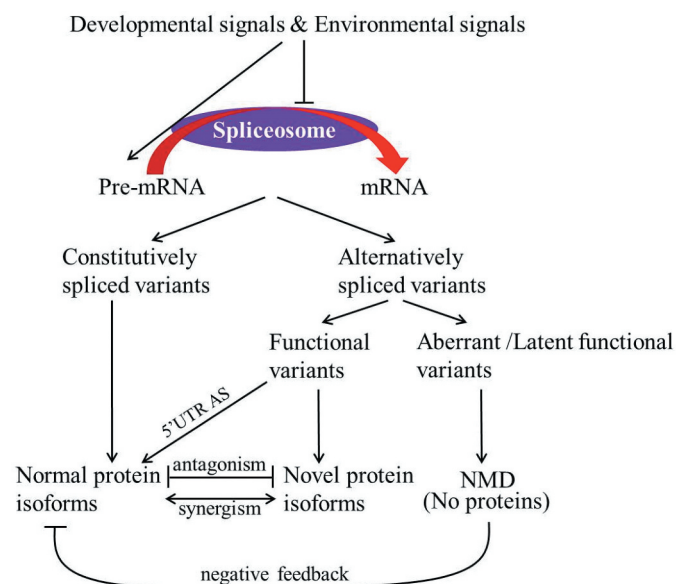 Developmental signals & Environmental signals
Spliceosome
Pre-mRNA
mRNA
Constitutively
spliced variants
Alternatively
spliced variants
Functional
variants
Aberrant /Latent functional
variants
5'UTR AS
Normal protein
isoforms
antagonism
synergism
Novel protein
isoforms
NMD
(No proteins)
negative feedback